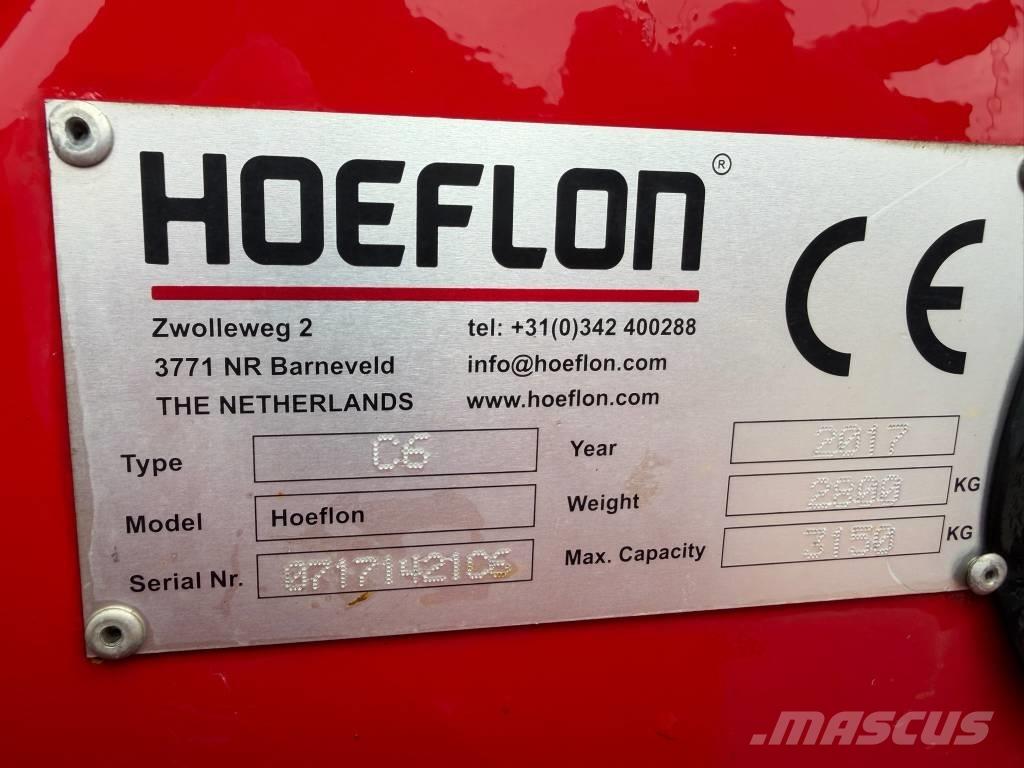 HOEFLON®
CE
Zwolleweg 2
3771 NR Barneveld
THE NETHERLANDS
tel: +31(0)342 400288
info@hoeflon.com
www.hoeflon.com
Type C6
Model Hoeflon
Serial Nr. 07171421C6
Year 2017
Weight 2800 KG
Max. Capacity 3150 KG
MASCUS